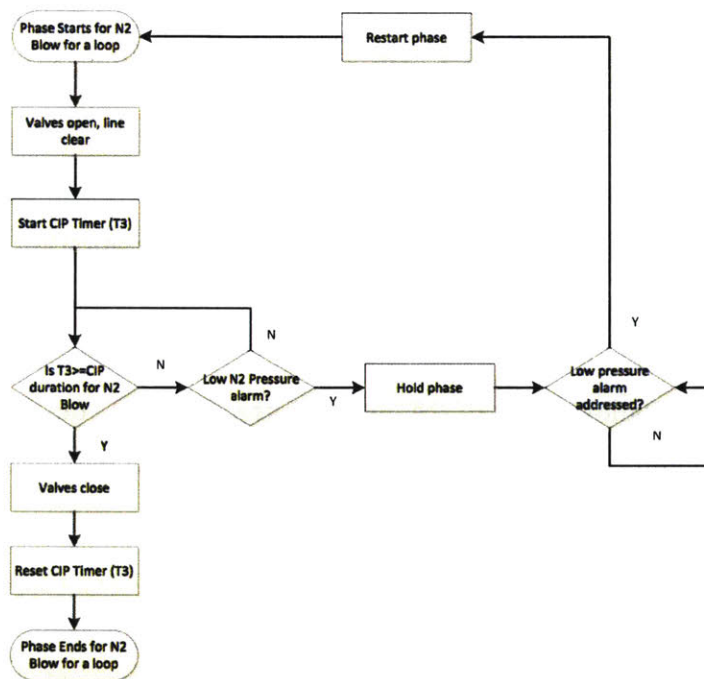 Phase Starts for N2
Blow for a loop
Restart phase
Valves open, line
clear
Start CIP Timer (T3)
N
Y
Is T3>=CIP
duration for N2
Blow
N
Low N2 Pressure
alarm?
Y
Hold phase
Low pressure
alarm
addressed?
N
Y
Valves close
Reset CIP Timer (T3)
Phase Ends for N2
Blow for a loop